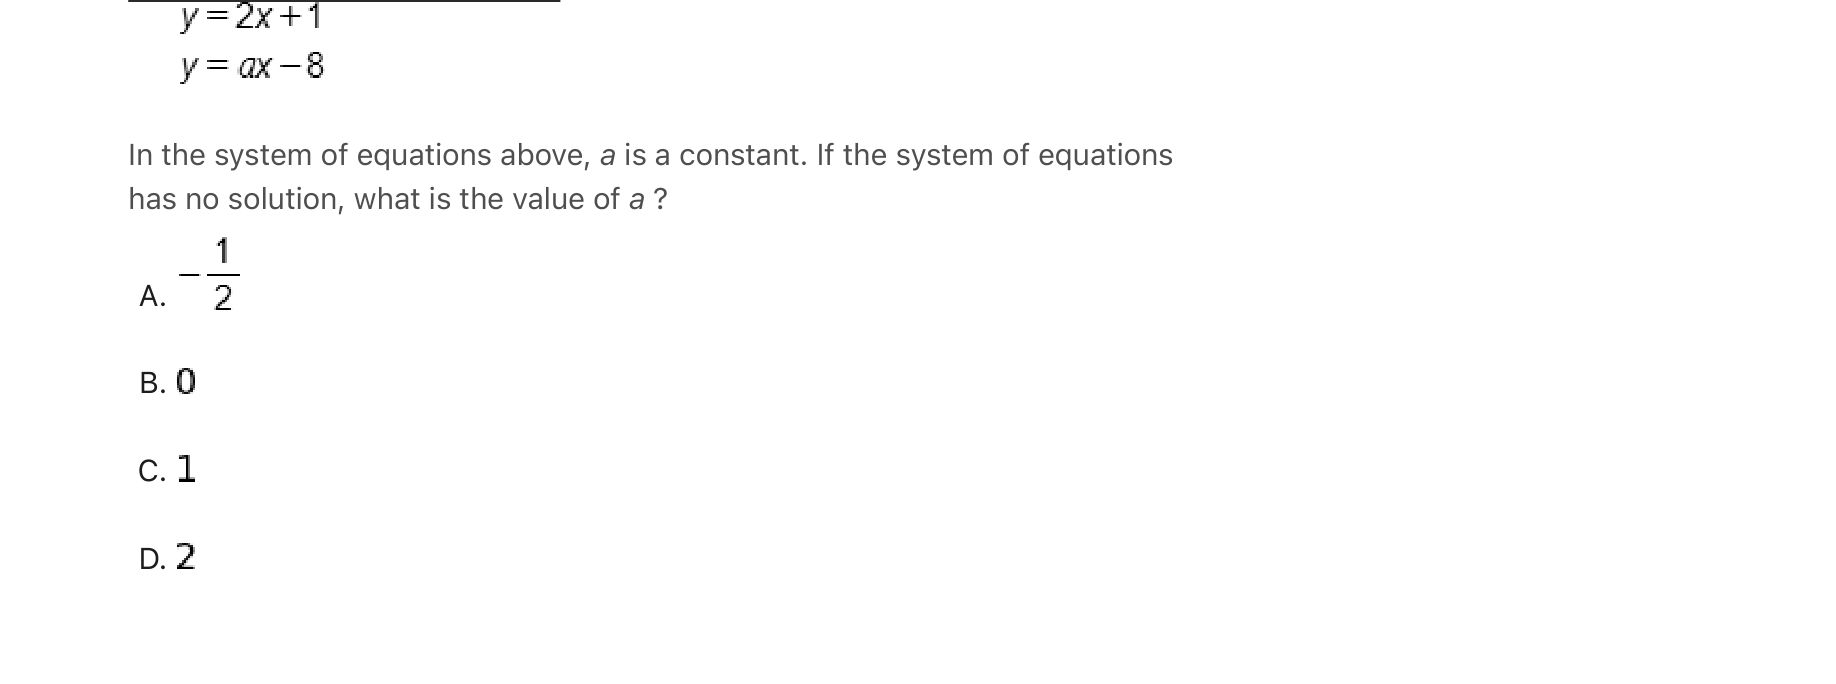 y = 2x + 1
y = ax − 8
In the system of equations above, a is a constant. If the system of equations
has no solution, what is the value of a ?
A. −1/2
B. 0
C. 1
D. 2